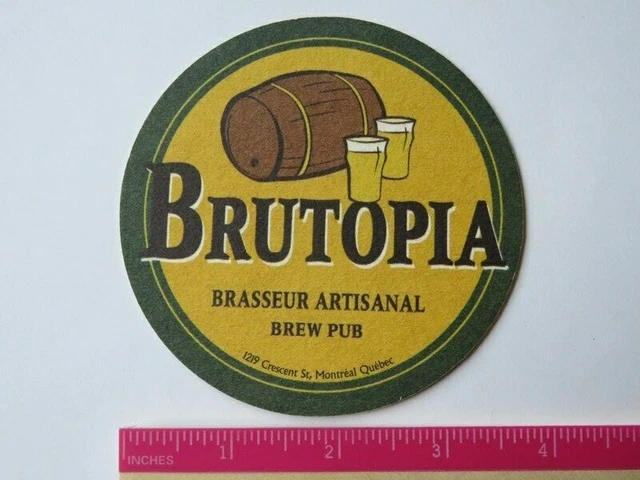 BRUTOPIA
BRASSEUR ARTISANAL
BREW PUB
1219 Crescent St, Montréal Québec
1 2 3 4
INCHES